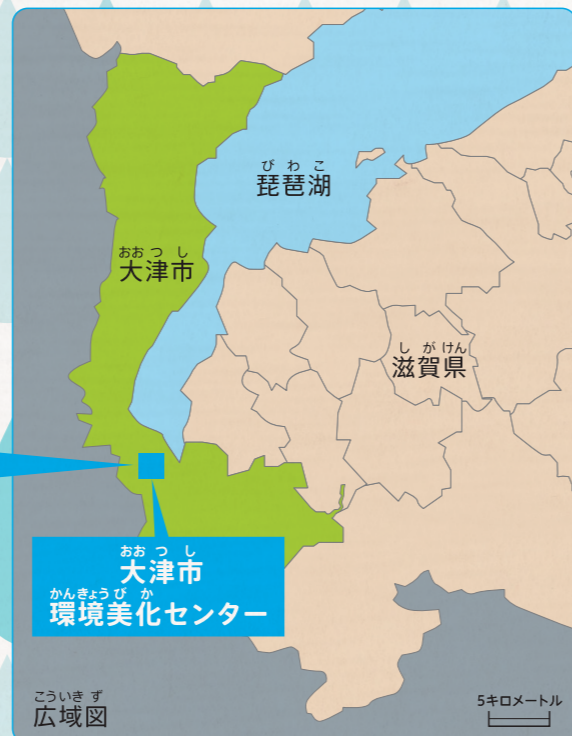 びわこ
琵琶湖
おおつし
大津市
しがけん
滋賀県
おおつし
大津市
かんきょうびか
環境美化センター
こういきず
広域図
5キロメートル